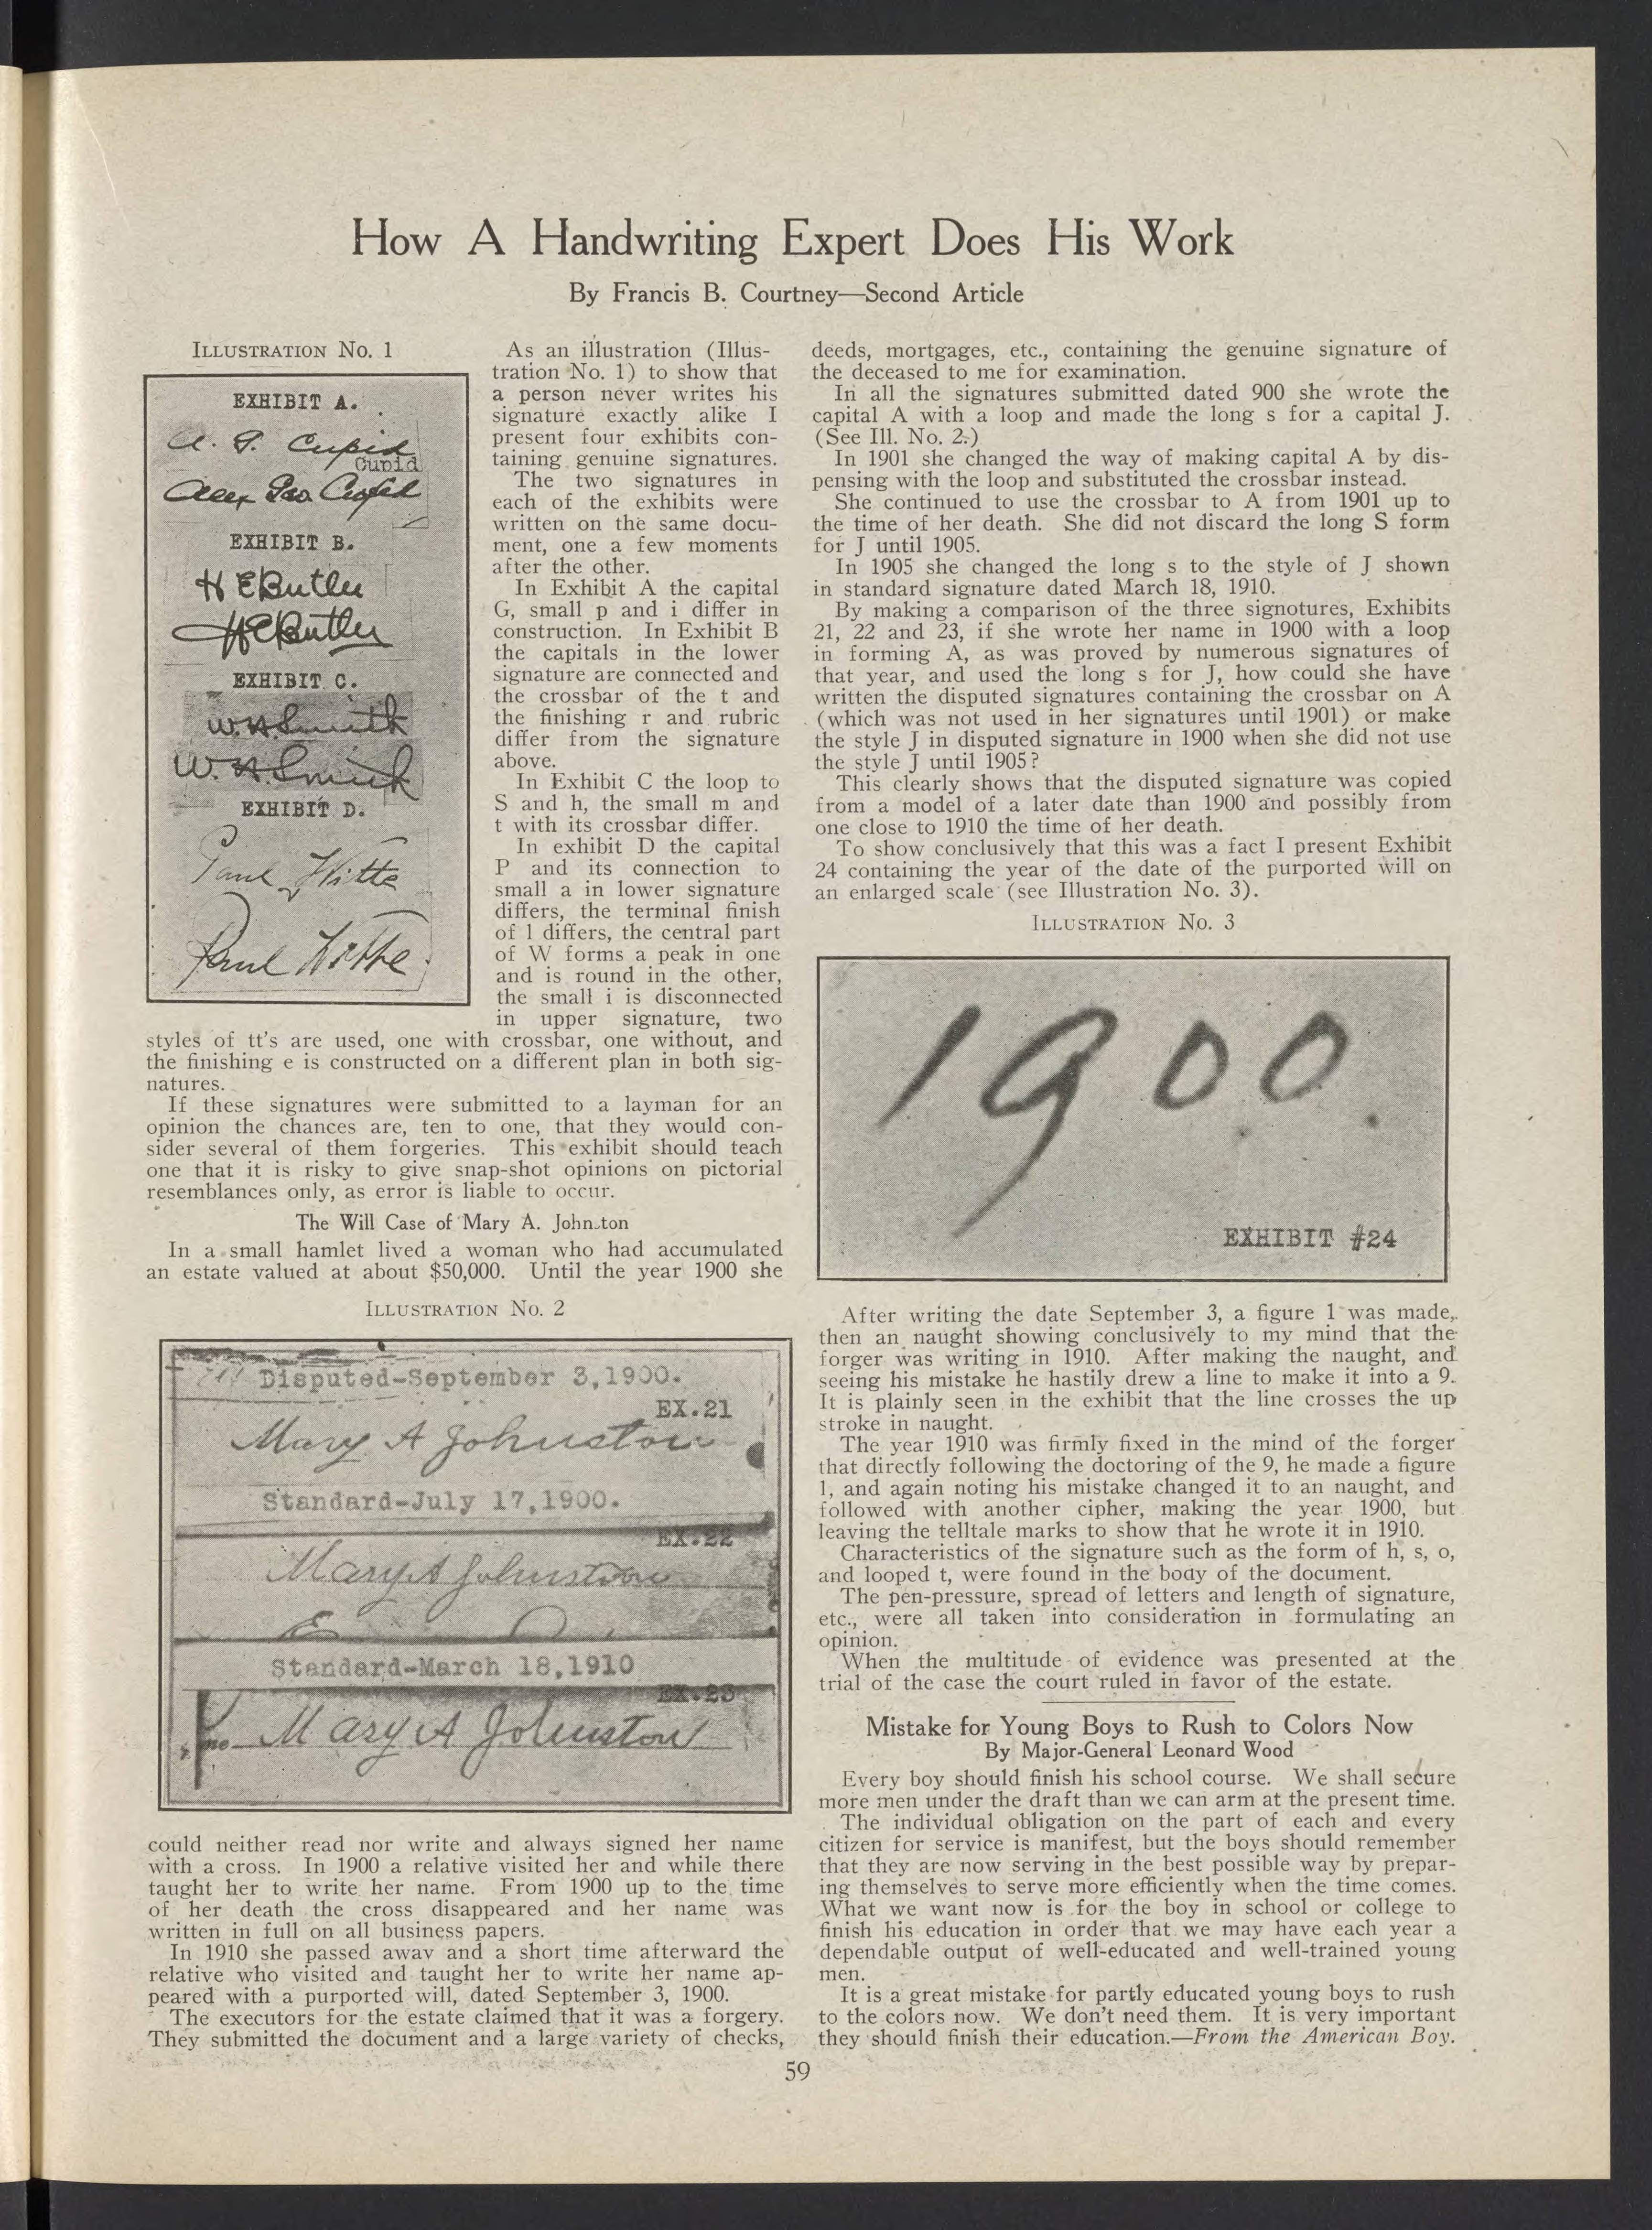 How A Handwriting Expert Does His Work
By Francis B. Courtney—Second Article
ILLUSTRATION No. 1
EXHIBIT A.
A. G. Cupid
Cupid
Alex Geo. Cupid
EXHIBIT B.
H E Butler
H E Butler
EXHIBIT C.
W. H. Smith
W. H. Smith
EXHIBIT D.
Paul Witte
Paul Witte
As an illustration (Illus-
tration No. 1) to show that
a person never writes his
signature exactly alike I
present four exhibits con-
taining genuine signatures.
The two signatures in
each of the exhibits were
written on the same docu-
ment, one a few moments
after the other.
In Exhibit A the capital
G, small p and i differ in
construction. In Exhibit B
the capitals in the lower
signature are connected and
the crossbar of the t and
the finishing r and rubric
differ from the signature
above.
In Exhibit C the loop to
S and h, the small m and
t with its crossbar differ.
In exhibit D the capital
P and its connection to
small a in lower signature
differs, the terminal finish
of l differs, the central part
of W forms a peak in one
and is round in the other,
the small i is disconnected
in upper signature, two
styles of tt's are used, one with crossbar, one without, and
the finishing e is constructed on a different plan in both sig-
natures.
If these signatures were submitted to a layman for an
opinion the chances are, ten to one, that they would con-
sider several of them forgeries. This exhibit should teach
one that it is risky to give snap-shot opinions on pictorial
resemblances only, as error is liable to occur.
The Will Case of Mary A. Johnston
In a small hamlet lived a woman who had accumulated
an estate valued at about $50,000. Until the year 1900 she
ILLUSTRATION No. 2
Disputed-September 3,1900.
EX.21
Mary A Johnston
Standard-July 17,1900.
EX.22
Mary A Johnston
Standard-March 18,1910
EX.23
Mary A Johnston
could neither read nor write and always signed her name
with a cross. In 1900 a relative visited her and while there
taught her to write her name. From 1900 up to the time
of her death the cross disappeared and her name was
written in full on all business papers.
In 1910 she passed away and a short time afterward the
relative who visited and taught her to write her name ap-
peared with a purported will, dated September 3, 1900.
The executors for the estate claimed that it was a forgery.
They submitted the document and a large variety of checks,
deeds, mortgages, etc., containing the genuine signature of
the deceased to me for examination.
In all the signatures submitted dated 900 she wrote the
capital A with a loop and made the long s for a capital J.
(See Ill. No. 2.)
In 1901 she changed the way of making capital A by dis-
pensing with the loop and substituted the crossbar instead.
She continued to use the crossbar to A from 1901 up to
the time of her death. She did not discard the long S form
for J until 1905.
In 1905 she changed the long s to the style of J shown
in standard signature dated March 18, 1910.
By making a comparison of the three signotures, Exhibits
21, 22 and 23, if she wrote her name in 1900 with a loop
in forming A, as was proved by numerous signatures of
that year, and used the long s for J, how could she have
written the disputed signatures containing the crossbar on A
(which was not used in her signatures until 1901) or make
the style J in disputed signature in 1900 when she did not use
the style J until 1905?
This clearly shows that the disputed signature was copied
from a model of a later date than 1900 and possibly from
one close to 1910 the time of her death.
To show conclusively that this was a fact I present Exhibit
24 containing the year of the date of the purported will on
an enlarged scale (see Illustration No. 3).
ILLUSTRATION No. 3
1900.
EXHIBIT #24
After writing the date September 3, a figure 1 was made,
then an naught showing conclusively to my mind that the
forger was writing in 1910. After making the naught, and
seeing his mistake he hastily drew a line to make it into a 9.
It is plainly seen in the exhibit that the line crosses the up
stroke in naught.
The year 1910 was firmly fixed in the mind of the forger
that directly following the doctoring of the 9, he made a figure
1, and again noting his mistake changed it to an naught, and
followed with another cipher, making the year 1900, but
leaving the telltale marks to show that he wrote it in 1910.
Characteristics of the signature such as the form of h, s, o,
and looped t, were found in the body of the document.
The pen-pressure, spread of letters and length of signature,
etc., were all taken into consideration in formulating an
opinion.
When the multitude of evidence was presented at the
trial of the case the court ruled in favor of the estate.
Mistake for Young Boys to Rush to Colors Now
By Major-General Leonard Wood
Every boy should finish his school course. We shall secure
more men under the draft than we can arm at the present time.
The individual obligation on the part of each and every
citizen for service is manifest, but the boys should remember
that they are now serving in the best possible way by prepar-
ing themselves to serve more efficiently when the time comes.
What we want now is for the boy in school or college to
finish his education in order that we may have each year a
dependable output of well-educated and well-trained young
men.
It is a great mistake for partly educated young boys to rush
to the colors now. We don't need them. It is very important
they should finish their education.—From the American Boy.
59